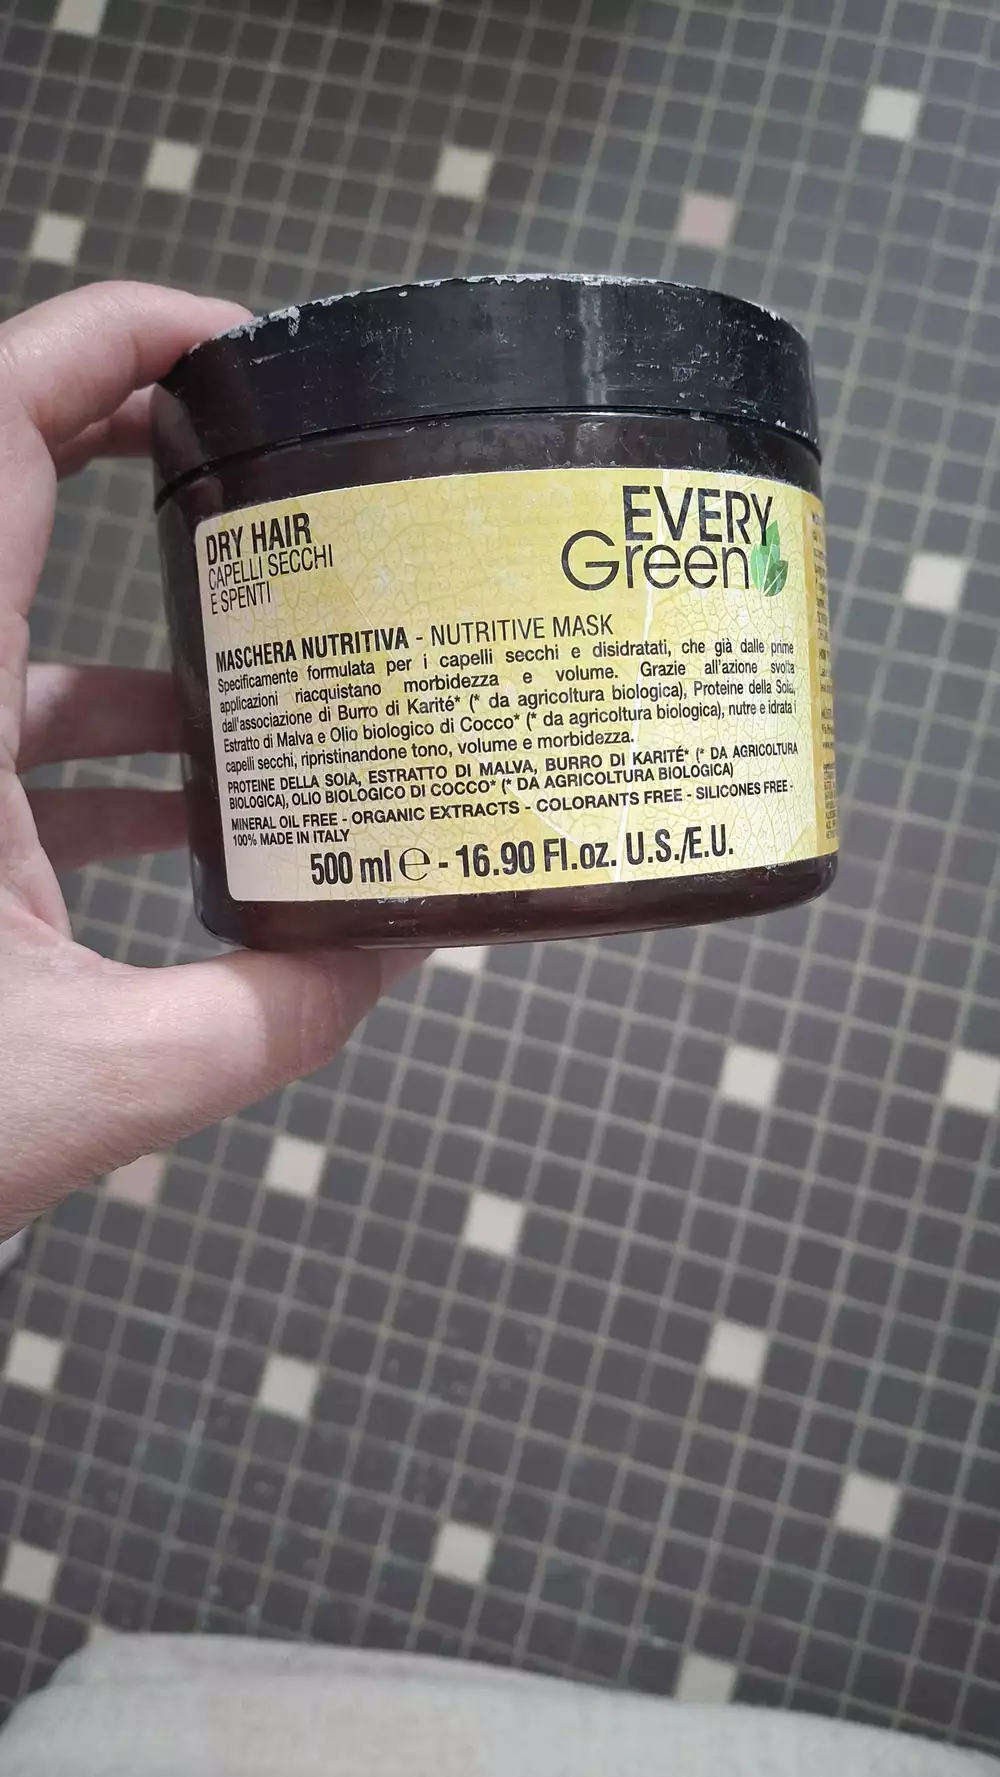 DRY HAIR
CAPELLI SECCHI
E SPENTI
EVERY
Green
MASCHERA NUTRITIVA - NUTRITIVE MASK
Specificamente formulata per i capelli secchi e disidratati, che già dalle prime
applicazioni riacquistano morbidezza e volume. Grazie all'azione svolta
dall'associazione di Burro di Karité* (* da agricoltura biologica), Proteine della Soia,
Estratto di Malva e Olio biologico di Cocco* (* da agricoltura biologica), nutre e idrata i
capelli secchi, ripristinandone tono, volume e morbidezza.
PROTEINE DELLA SOIA, ESTRATTO DI MALVA, BURRO DI KARITÉ* (* DA AGRICOLTURA
BIOLOGICA), OLIO BIOLOGICO DI COCCO* (* DA AGRICOLTURA BIOLOGICA)
MINERAL OIL FREE - ORGANIC EXTRACTS - COLORANTS FREE - SILICONES FREE -
100% MADE IN ITALY
500 ml ℮ - 16.90 Fl.oz. U.S./E.U.